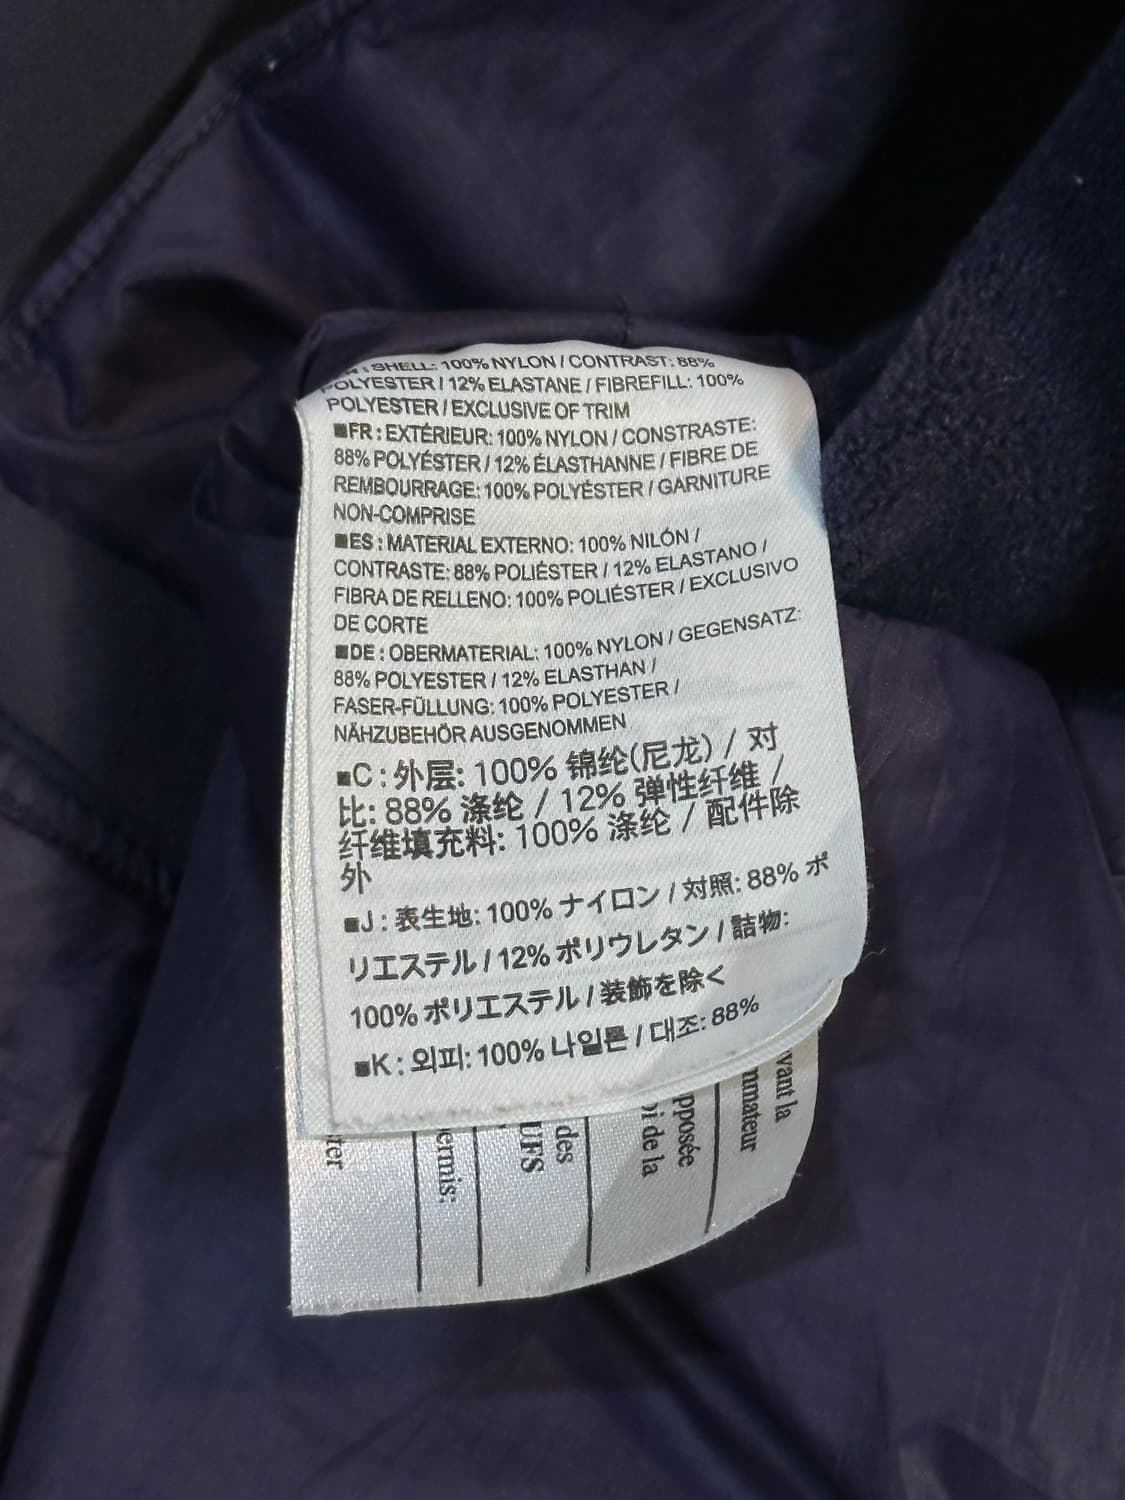 SHELL: 100% NYLON / CONTRAST: 88%
POLYESTER / 12% ELASTANE / FIBREFILL: 100%
POLYESTER / EXCLUSIVE OF TRIM
■FR : EXTÉRIEUR: 100% NYLON / CONSTRASTE:
88% POLYÉSTER / 12% ÉLASTHANNE / FIBRE DE
REMBOURRAGE: 100% POLYÉSTER / GARNITURE
NON-COMPRISE
■ES : MATERIAL EXTERNO: 100% NILÓN /
CONTRASTE: 88% POLIÉSTER / 12% ELASTANO /
FIBRA DE RELLENO: 100% POLIÉSTER / EXCLUSIVO
DE CORTE
■DE : OBERMATERIAL: 100% NYLON / GEGENSATZ:
88% POLYESTER / 12% ELASTHAN /
FASER-FÜLLUNG: 100% POLYESTER /
NÄHZUBEHÖR AUSGENOMMEN
■C : 外层: 100% 锦纶(尼龙) / 对
比: 88% 涤纶 / 12% 弹性纤维 /
纤维填充料: 100% 涤纶 / 配件除
外
■J : 表生地: 100% ナイロン / 対照: 88% ポ
リエステル / 12% ポリウレタン / 詰物:
100% ポリエステル / 装飾を除く
■K : 외피: 100% 나일론 / 대조: 88%
vant la
mmateur
pposée
oi de la
des
UFS
ermis:
rer